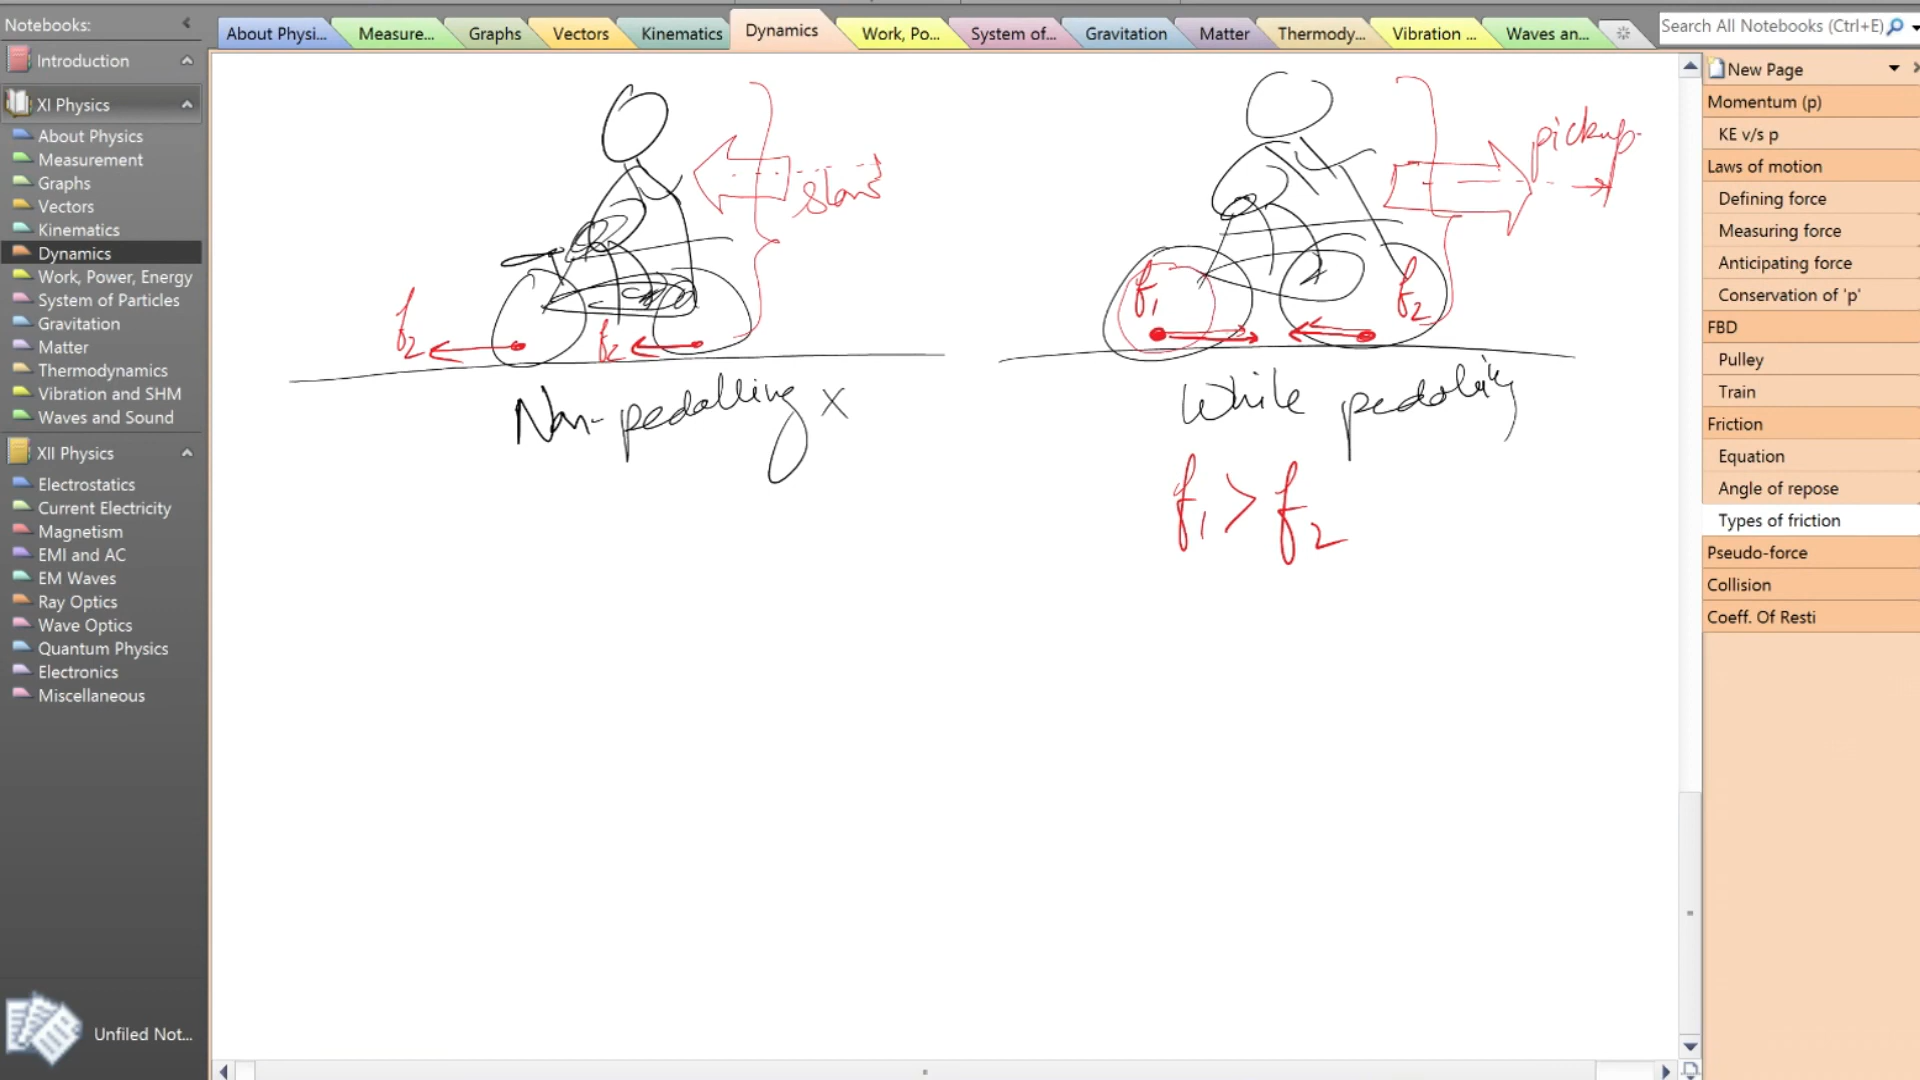 Notebooks:
Introduction
XI Physics
About Physics
Measurement
Graphs
Vectors
Kinematics
Dynamics
Work, Power, Energy
System of Particles
Gravitation
Matter
Thermodynamics
Vibration and SHM
Waves and Sound
XII Physics
Electrostatics
Current Electricity
Magnetism
EMI and AC
EM Waves
Ray Optics
Wave Optics
Quantum Physics
Electronics
Miscellaneous
Unfiled Not...
About Physi... Measure... Graphs Vectors Kinematics Dynamics Work, Po... System of... Gravitation Matter Thermody... Vibration ... Waves an...
Search All Notebooks (Ctrl+E)
pickup
f2 f2
f1 f2
Non-pedalling x
While pedaling
f1 > f2
New Page
Momentum (p)
KE v/s p
Laws of motion
Defining force
Measuring force
Anticipating force
Conservation of 'p'
FBD
Pulley
Train
Friction
Equation
Angle of repose
Types of friction
Pseudo-force
Collision
Coeff. Of Resti